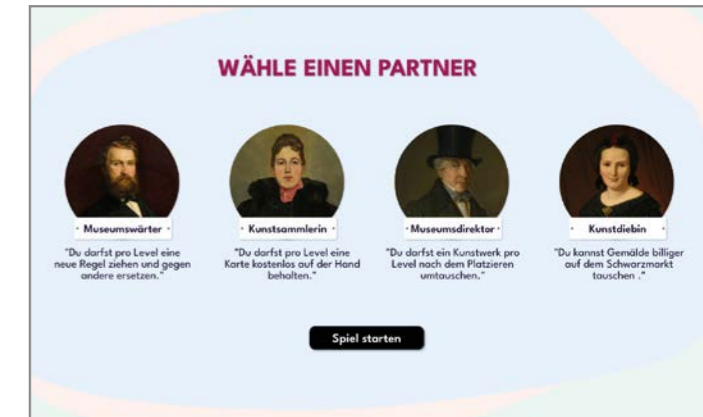 WÄHLE EINEN PARTNER
Museumswärter
"Du darfst pro Level eine
neue Regel ziehen und gegen
andere ersetzen."
Kunstsammlerin
"Du darfst pro Level eine
Karte kostenlos auf der Hand
behalten."
Museumsdirektor
"Du darfst ein Kunstwerk pro
Level nach dem Platzieren
umtauschen."
Kunstdiebin
"Du kannst Gemälde billiger
auf dem Schwarzmarkt
tauschen ."
Spiel starten